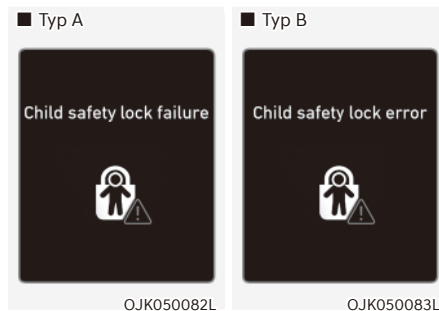 ■ Typ A
Child safety lock failure
OJK050082L
■ Typ B
Child safety lock error
OJK050083L